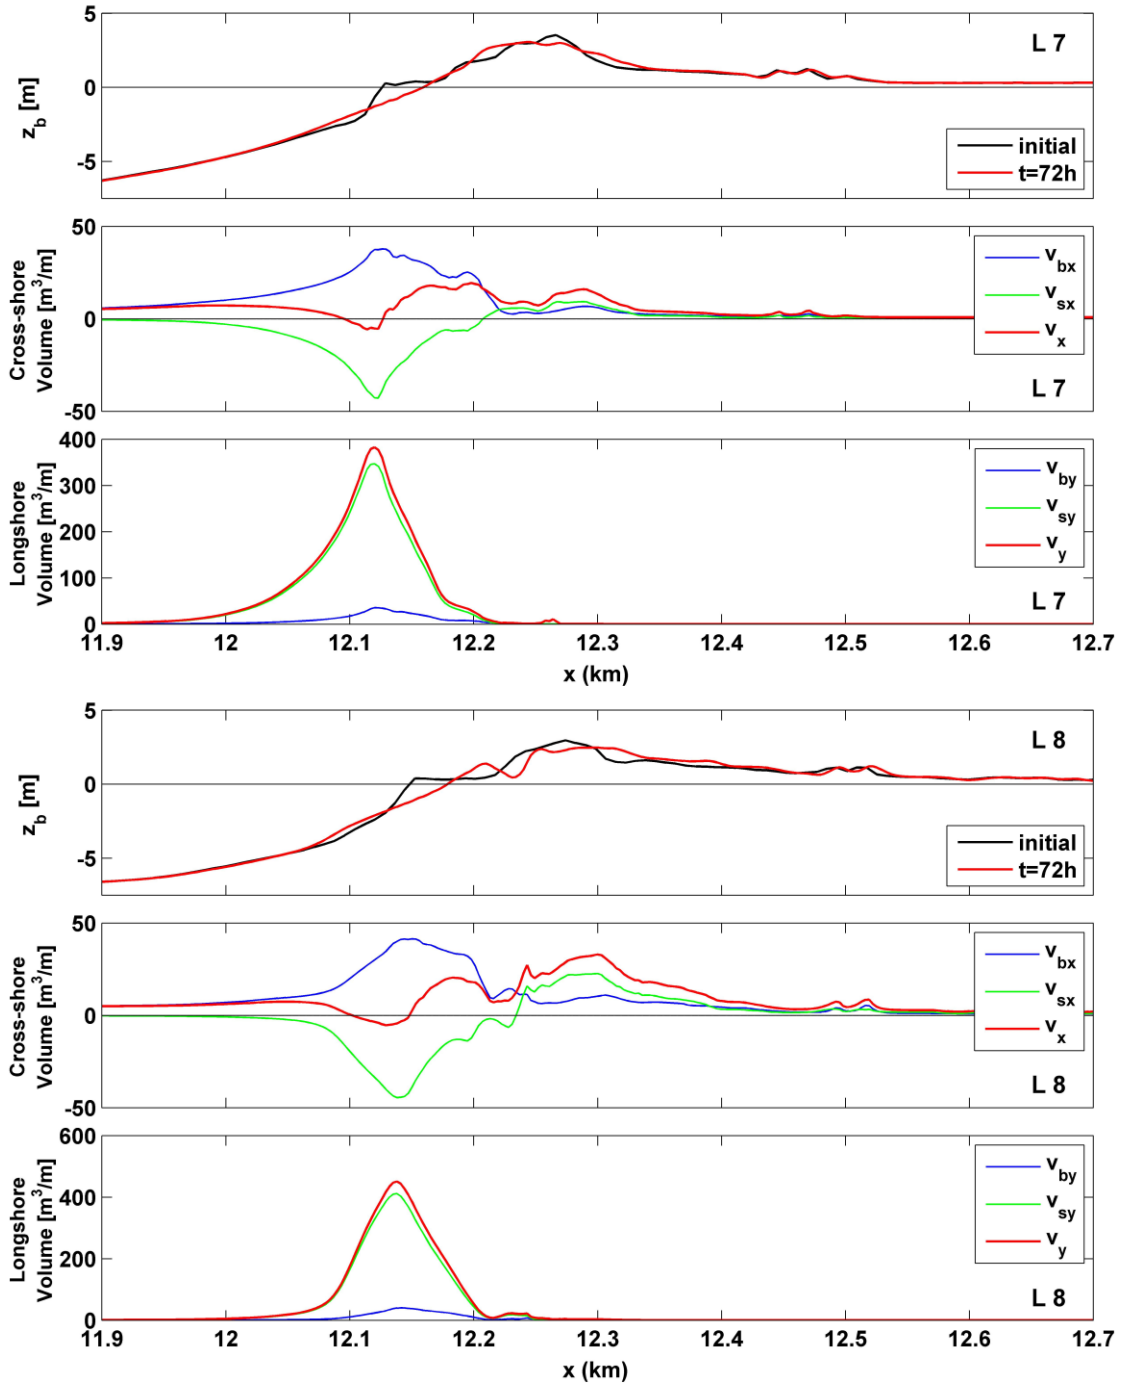 5
0
-5
z_b [m]
L 7
initial
t=72h
50
0
-50
Cross-shore
Volume [m^3/m]
v_bx
v_sx
v_x
L 7
400
300
200
100
0
Longshore
Volume [m^3/m]
v_by
v_sy
v_y
L 7
11.9 12 12.1 12.2 12.3 12.4 12.5 12.6 12.7
x (km)
5
0
-5
z_b [m]
L 8
initial
t=72h
50
0
-50
Cross-shore
Volume [m^3/m]
v_bx
v_sx
v_x
L 8
600
400
200
0
Longshore
Volume [m^3/m]
v_by
v_sy
v_y
L 8
11.9 12 12.1 12.2 12.3 12.4 12.5 12.6 12.7
x (km)